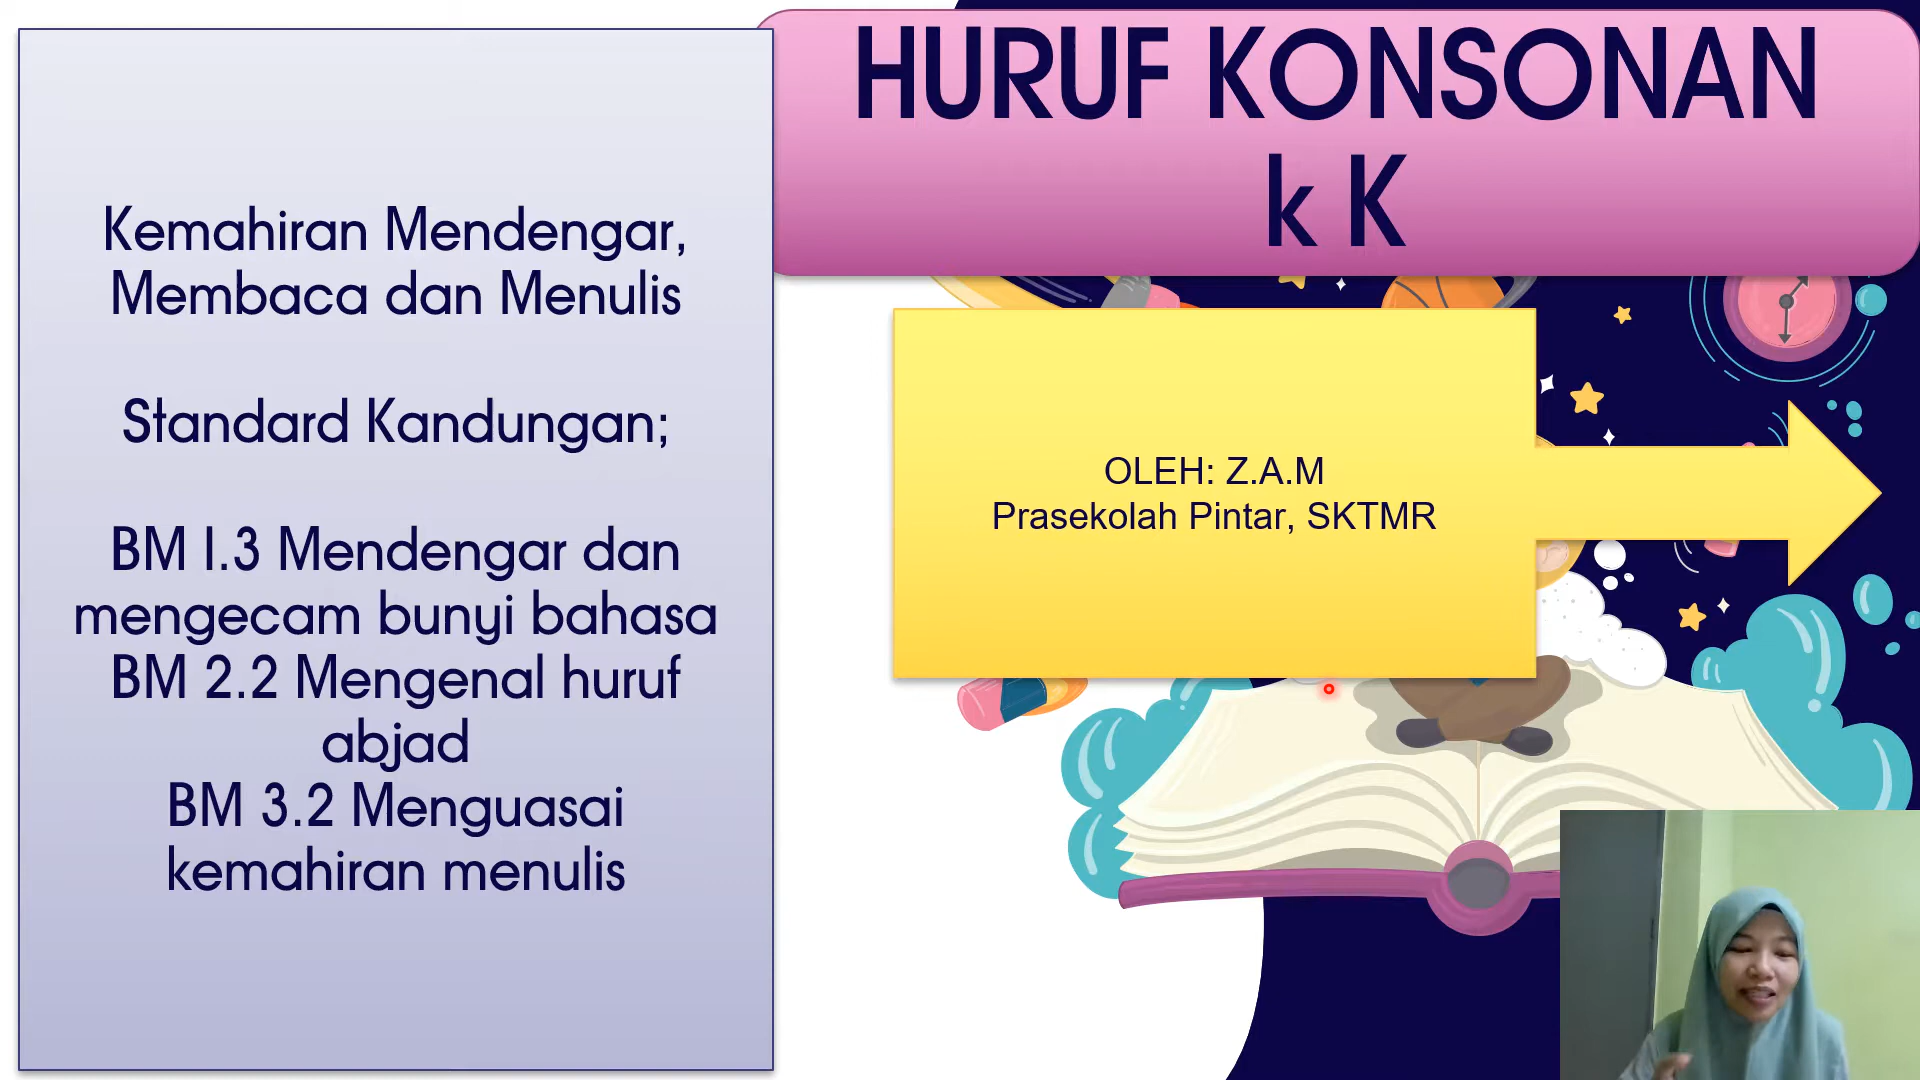 HURUF KONSONAN
k K
Kemahiran Mendengar,
Membaca dan Menulis
Standard Kandungan;
BM 1.3 Mendengar dan
mengecam bunyi bahasa
BM 2.2 Mengenal huruf
abjad
BM 3.2 Menguasai
kemahiran menulis
OLEH: Z.A.M
Prasekolah Pintar, SKTMR